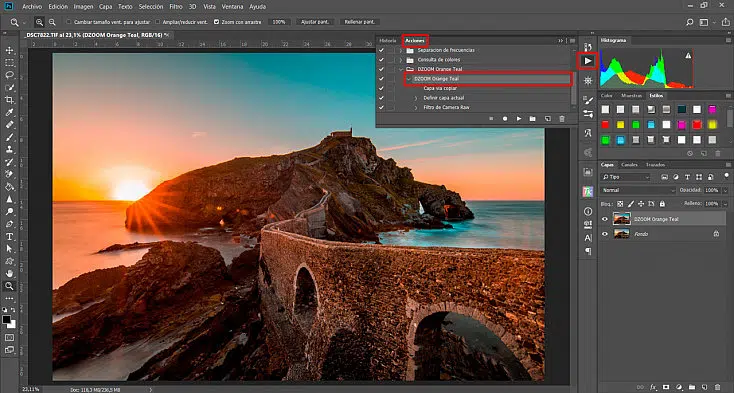 Ps Archivo Edición Imagen Capa Texto Selección Filtro 3D Vista Ventana Ayuda
Cambiar tamaño vent. para ajustar Ampliar/reducir vent. Zoom con arrastre 100% Ajustar pant. Rellenar pant.
_DSC7822.TIF al 23,1% (DZOOM Orange Teal, RGB/16) *
Historia Acciones
Separacion de frecuencias
Consulta de colores
DZOOM Orange Teal
DZOOM Orange Teal
Capa vía copiar
Definir capa actual
Filtro de Camera Raw
Histograma
Color Muestras Estilos
Capas Canales Trazados
Tipo
Normal Opacidad: 100%
Bloq.: Relleno: 100%
DZOOM Orange Teal
Fondo
23,11% Doc: 116,3 MB/236,5 MB